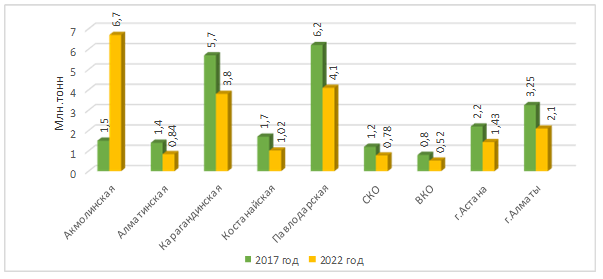 Млн.тонн
7
6
5
4
3
2
1
0
1,5
6,7
1,4
0,84
5,7
3,8
1,7
1,02
6,2
4,1
1,2
0,78
0,8
0,52
2,2
1,43
3,25
2,1
Акмолинская
Алматинская
Карагандинская
Костанайская
Павлодарская
СКО
ВКО
г.Астана
г.Алматы
2017 год
2022 год